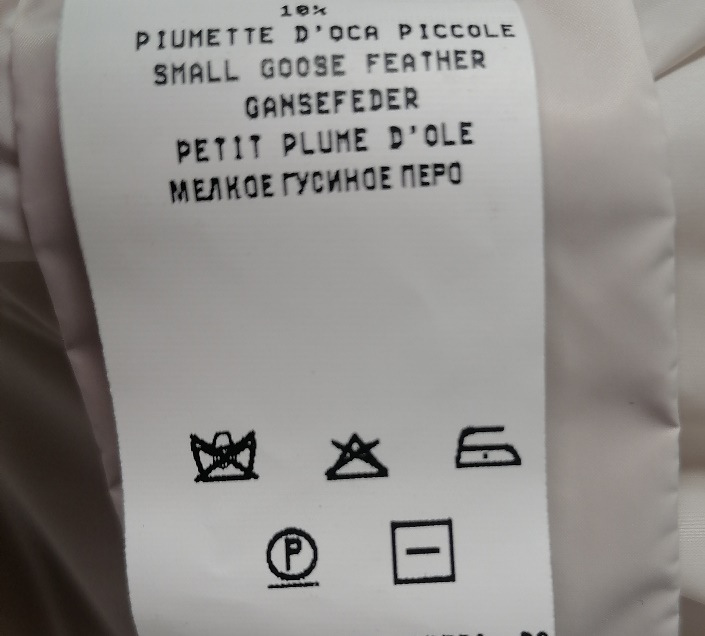 10%
PIUMETTE D'OCA PICCOLE
SMALL GOOSE FEATHER
GANSEFEDER
PETIT PLUME D'OLE
МЕЛКОЕ ГУСИНОЕ ПЕРО
P